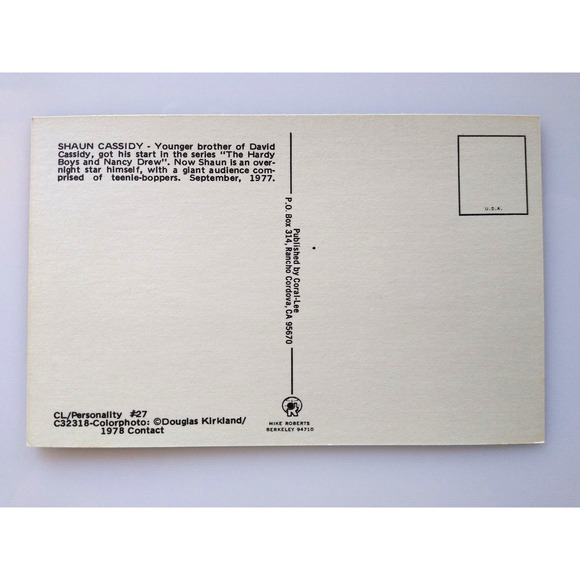 SHAUN CASSIDY - Younger brother of David
Cassidy, got his start in the series "The Hardy
Boys and Nancy Drew". Now Shaun is an over-
night star himself, with a giant audience com-
prised of teenie-boppers. September, 1977.
U.S.A.
Published by Coral-Lee
P.O. Box 314, Rancho Cordova, CA 95670
CL/Personality #27
C32318-Colorphoto: ©Douglas Kirkland/
1978 Contact
MIKE ROBERTS
BERKELEY 94710